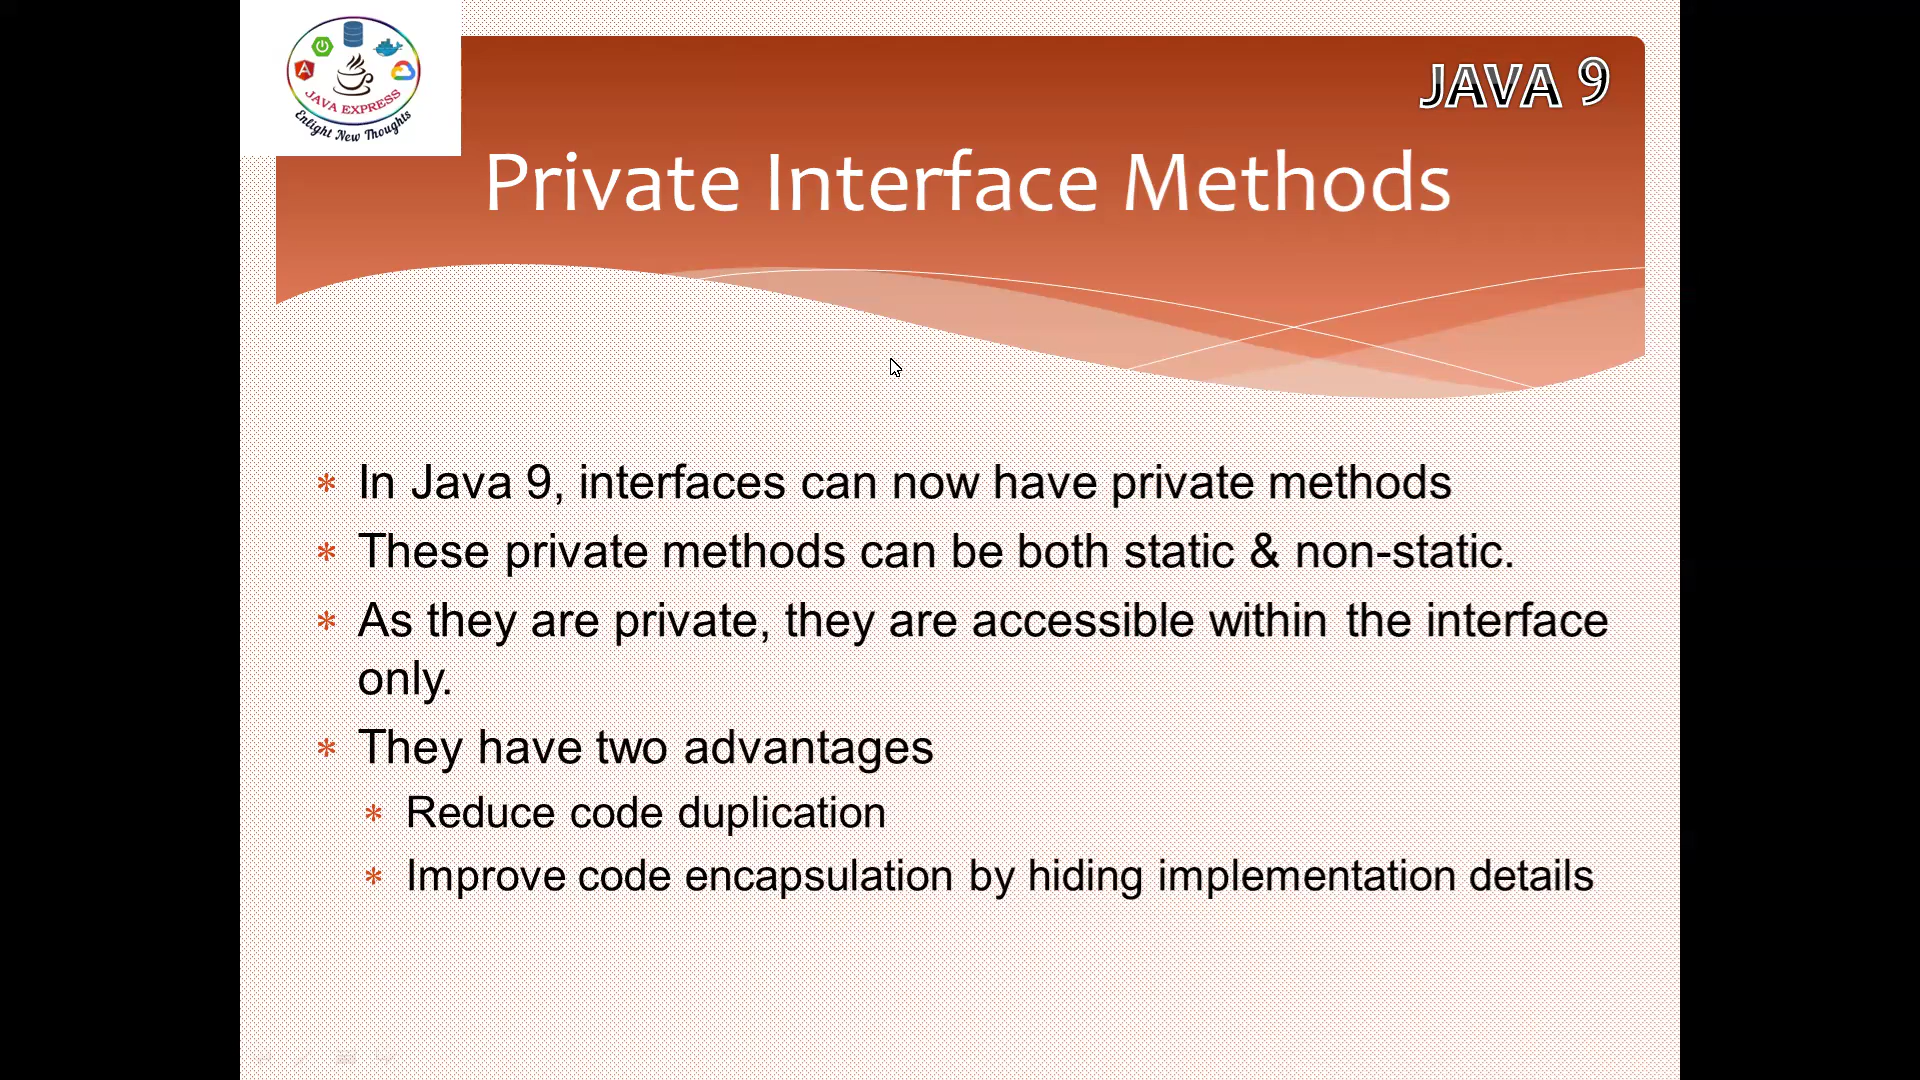 JAVA EXPRESS
Enlight New Thoughts
JAVA 9
Private Interface Methods
* In Java 9, interfaces can now have private methods
* These private methods can be both static & non-static.
* As they are private, they are accessible within the interface
only.
* They have two advantages
* Reduce code duplication
* Improve code encapsulation by hiding implementation details